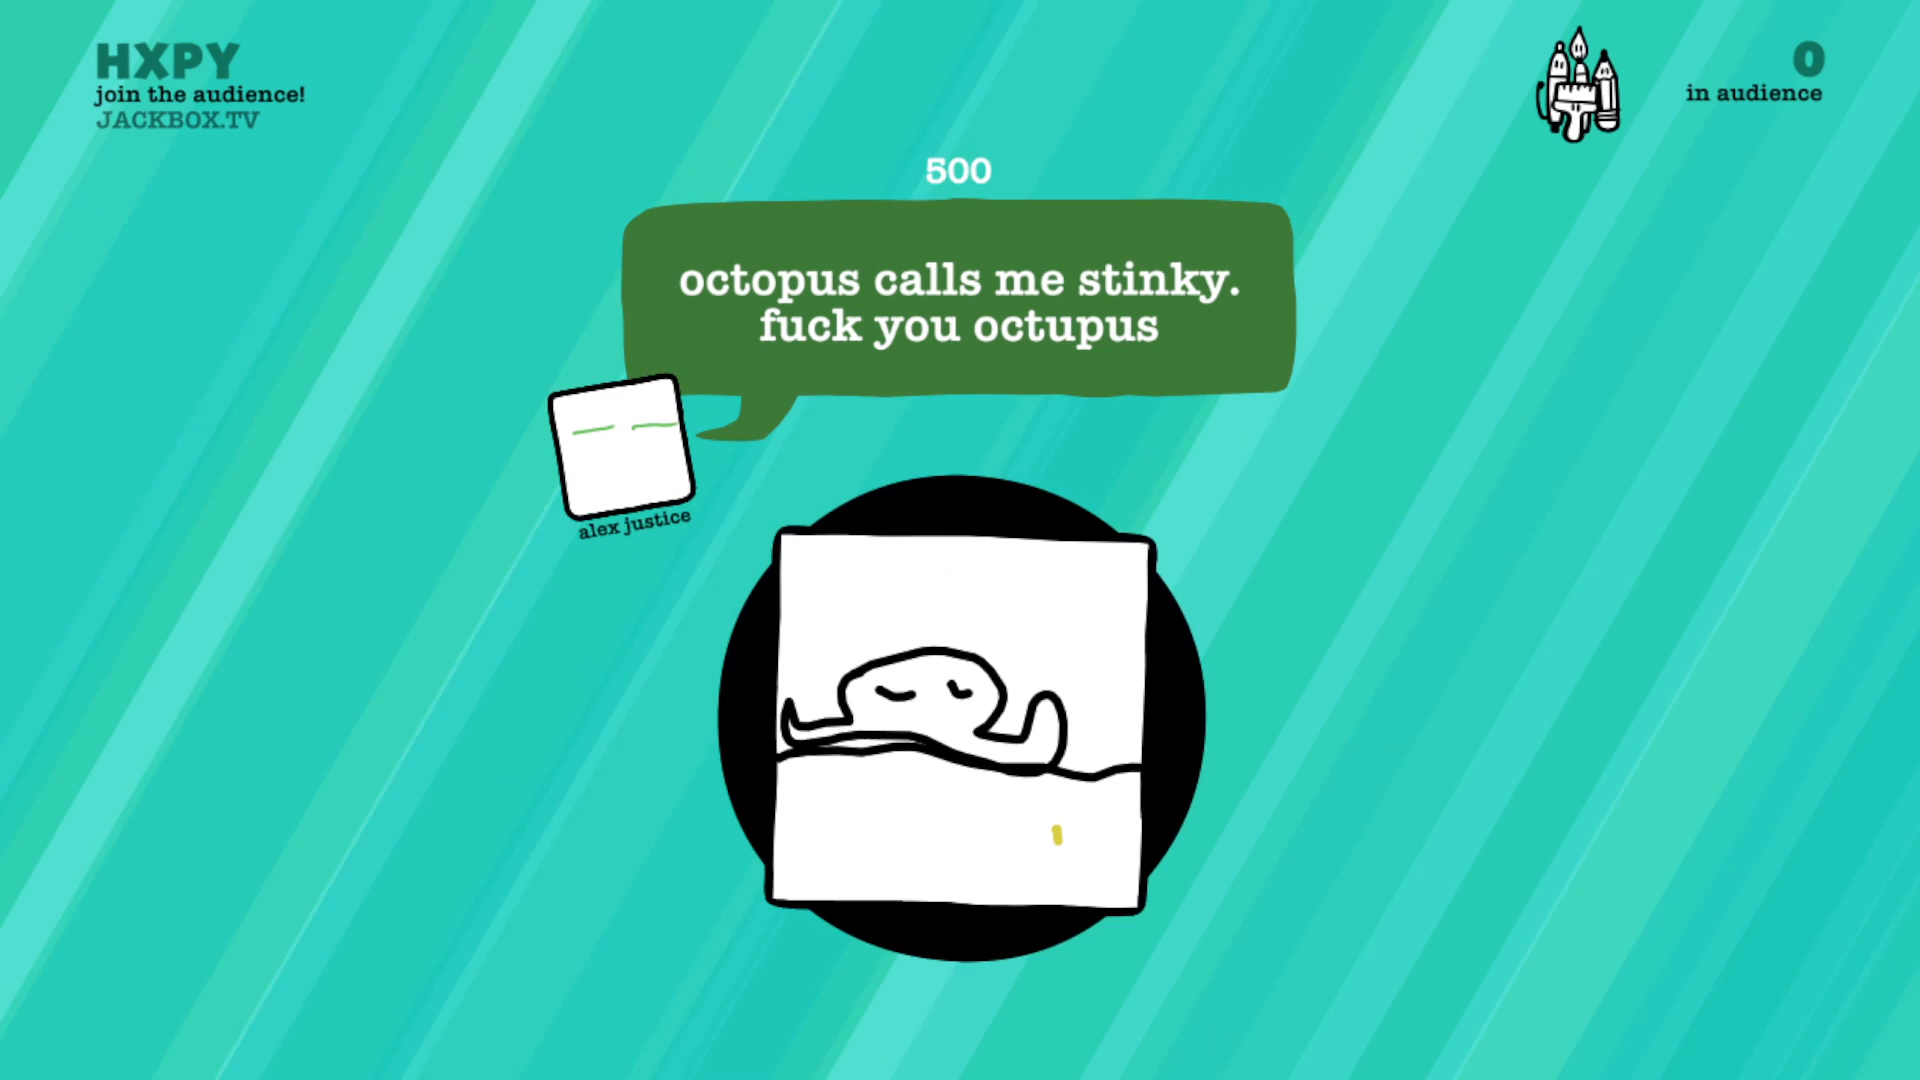 HXPY
join the audience!
JACKBOX.TV
0
in audience
500
octopus calls me stinky.
fuck you octupus
alex justice